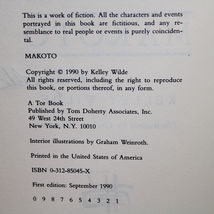 This is a work of fiction. All the characters and events
portrayed in this book are fictitious, and any re-
semblance to real people or events is purely coinciden-
tal.
MAKOTO
Copyright © 1990 by Kelley Wilde
All rights reserved, including the right to reproduce
this book, or portions thereof, in any form.
A Tor Book
Published by Tom Doherty Associates, Inc.
49 West 24th Street
New York, N.Y. 10010
Interior illustrations by Graham Weinroth.
Printed in the United States of America
ISBN 0-312-85045-X
First edition: September 1990
0 9 8 7 6 5 4 3 2 1